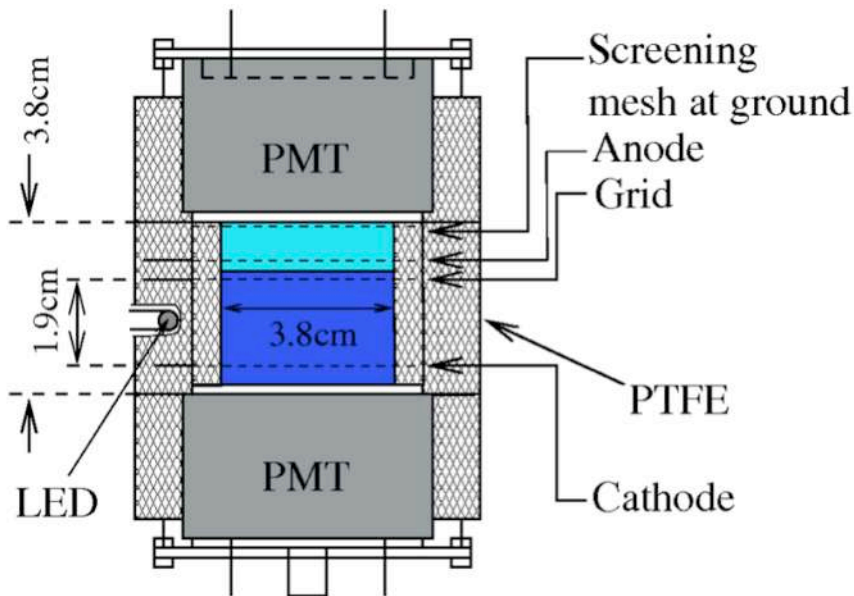 Screening
mesh at ground
Anode
Grid
3.8cm
PMT
1.9cm
3.8cm
PTFE
LED
PMT
Cathode